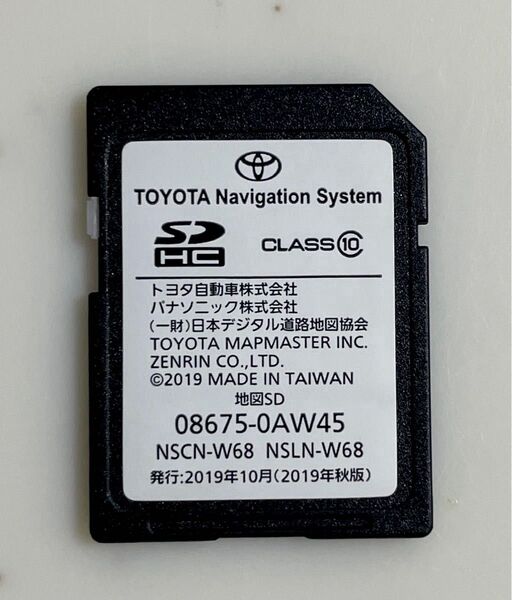 TOYOTA Navigation System
SD HC CLASS 10
トヨタ自動車株式会社
パナソニック株式会社
(一財)日本デジタル道路地図協会
TOYOTA MAPMASTER INC.
ZENRIN CO.,LTD.
©2019 MADE IN TAIWAN
地図SD
08675-0AW45
NSCN-W68 NSLN-W68
発行:2019年10月(2019年秋版)